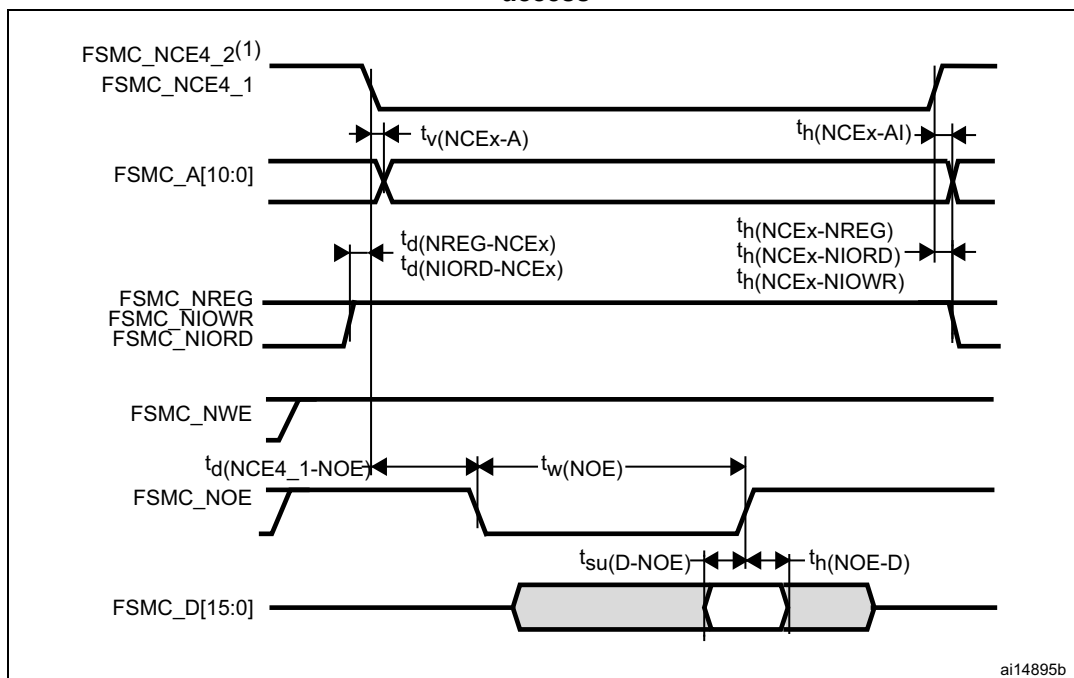 access
FSMC_NCE4_2(1)
FSMC_NCE4_1
tv(NCEx-A)
th(NCEx-AI)
FSMC_A[10:0]
td(NREG-NCEx)
td(NIORD-NCEx)
th(NCEx-NREG)
th(NCEx-NIORD)
th(NCEx-NIOWR)
FSMC_NREG
FSMC_NIOWR
FSMC_NIORD
FSMC_NWE
td(NCE4_1-NOE)
tw(NOE)
FSMC_NOE
tsu(D-NOE)
th(NOE-D)
FSMC_D[15:0]
ai14895b